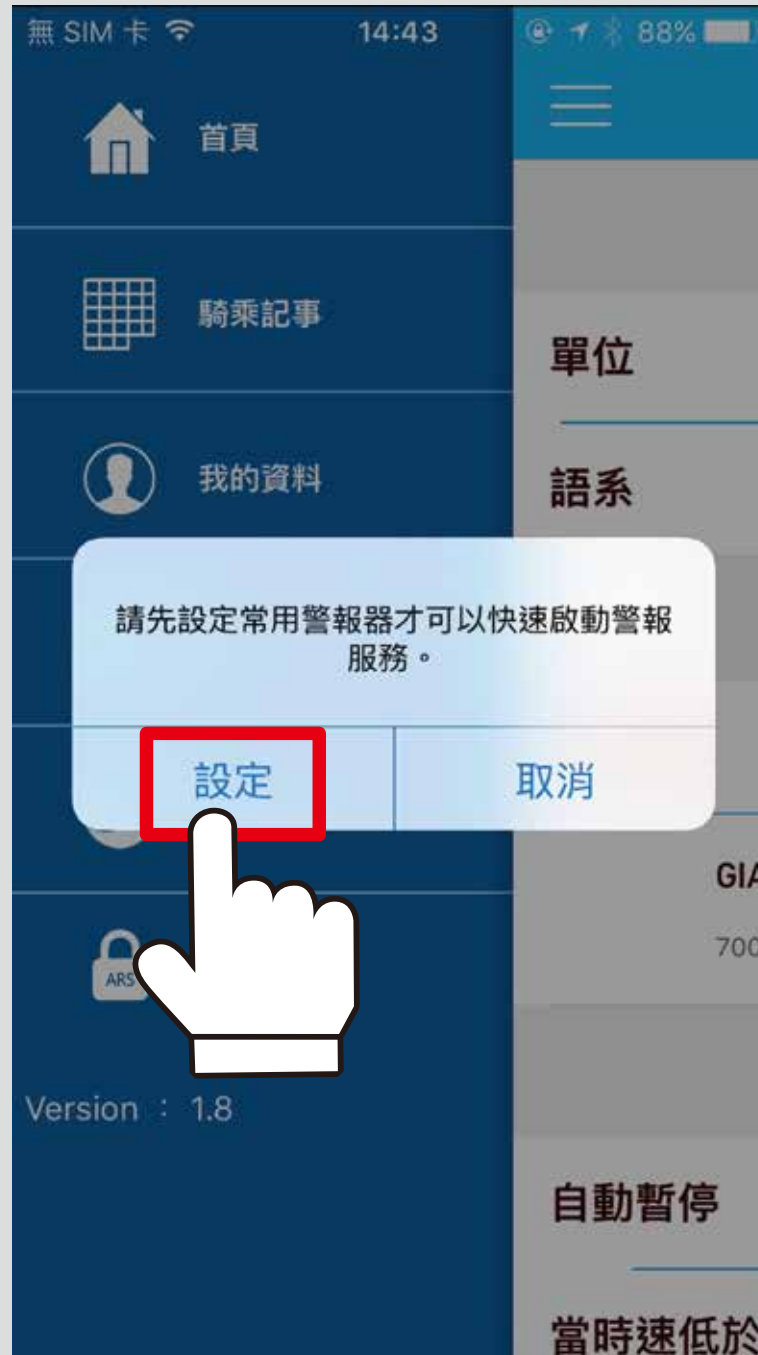 無 SIM 卡 14:43 88%
首頁
騎乘記事
單位
我的資料
語系
請先設定常用警報器才可以快速啟動警報
服務。
設定 取消
GIA
700
ARS
Version : 1.8
自動暫停
當時速低於